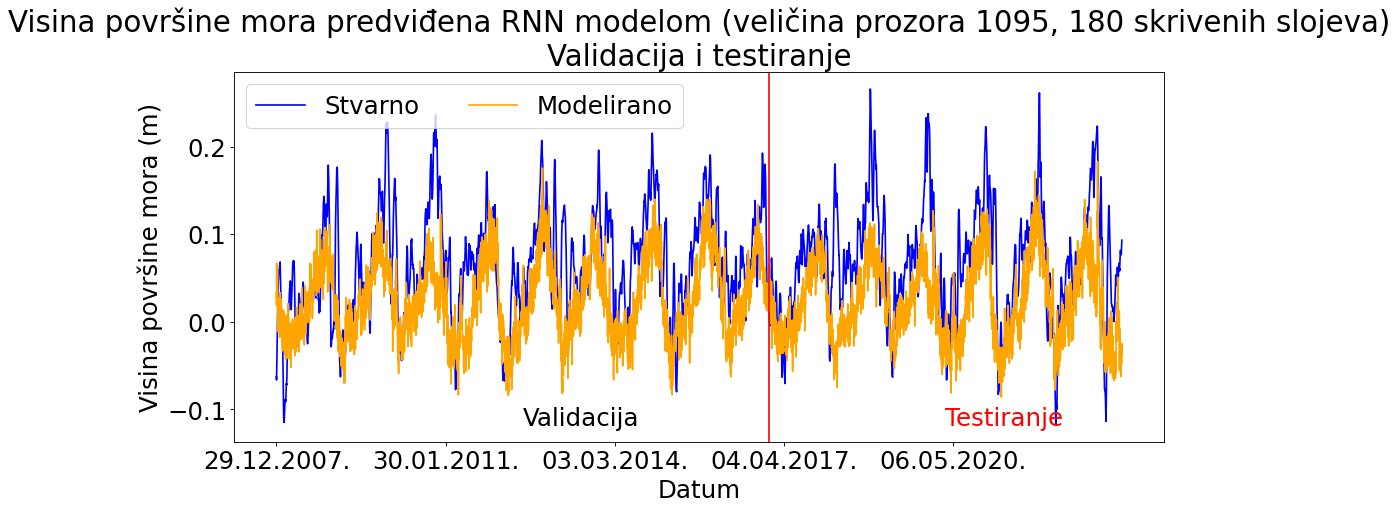 Visina površine mora predviđena RNN modelom (veličina prozora 1095, 180 skrivenih slojeva)
Validacija i testiranje
Stvarno
Modelirano
Visina površine mora (m)
0.2
0.1
0.0
−0.1
Validacija
Testiranje
29.12.2007.
30.01.2011.
03.03.2014.
04.04.2017.
06.05.2020.
Datum